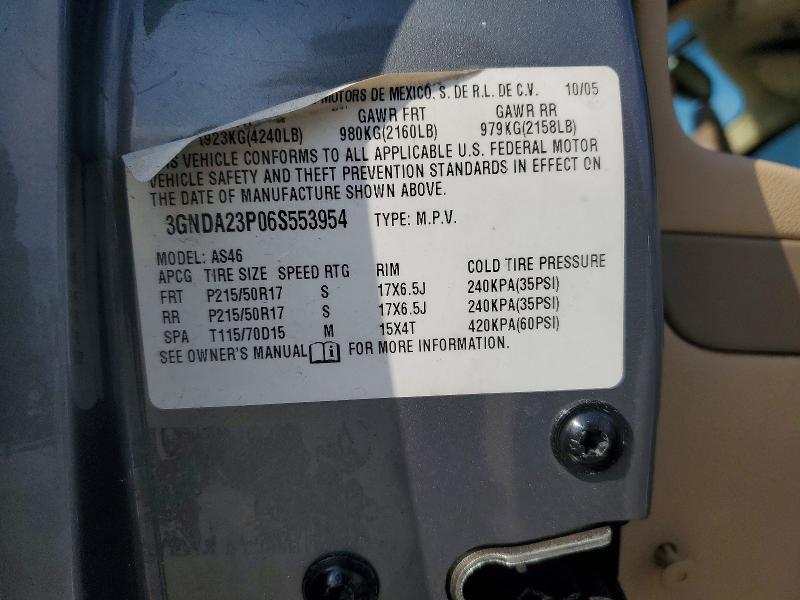 MOTORS DE MEXICO, S. DE R.L. DE C.V. 10/05
GAWR FRT GAWR RR
1923KG(4240LB) 980KG(2160LB) 979KG(2158LB)
VEHICLE CONFORMS TO ALL APPLICABLE U.S. FEDERAL MOTOR
VEHICLE SAFETY AND THEFT PREVENTION STANDARDS IN EFFECT ON
THE DATE OF MANUFACTURE SHOWN ABOVE.
3GNDA23P06S553954 TYPE: M.P.V.
MODEL: AS46
APCG TIRE SIZE SPEED RTG RIM COLD TIRE PRESSURE
FRT P215/50R17 S 17X6.5J 240KPA(35PSI)
RR P215/50R17 S 17X6.5J 240KPA(35PSI)
SPA T115/70D15 M 15X4T 420KPA(60PSI)
SEE OWNER'S MANUAL FOR MORE INFORMATION.